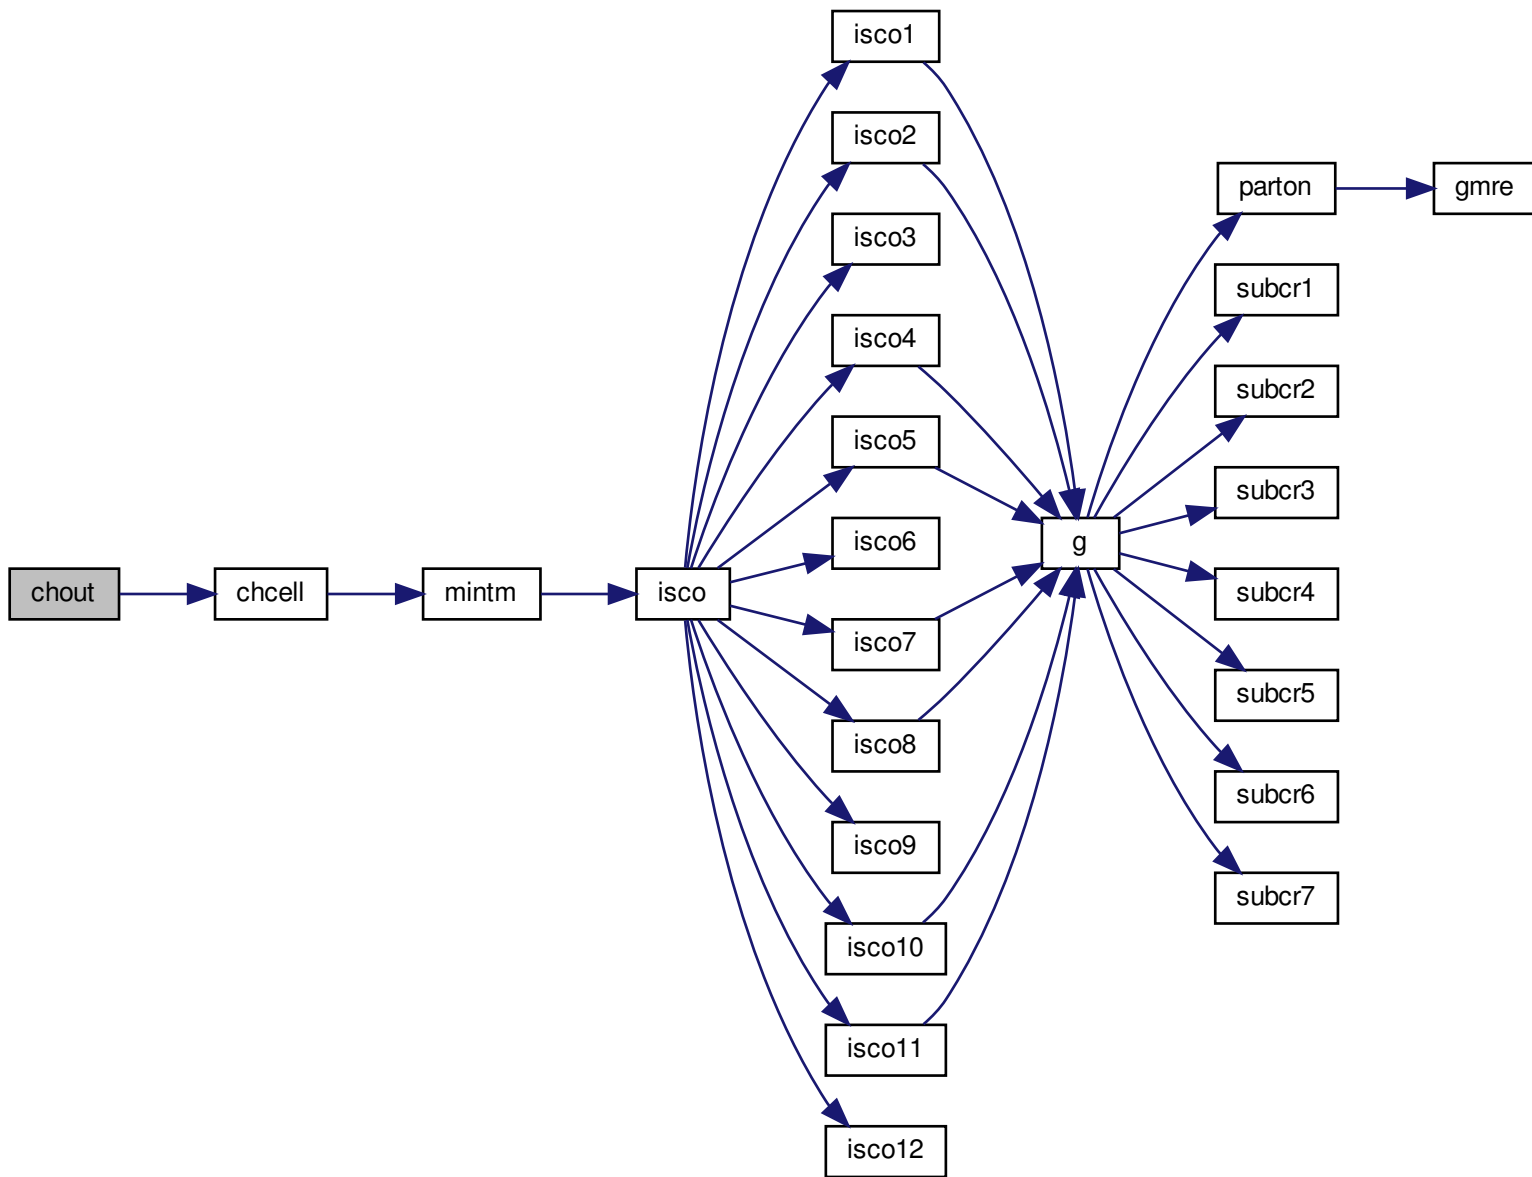 chout
chcell
mintm
isco
isco1
isco2
isco3
isco4
isco5
isco6
isco7
isco8
isco9
isco10
isco11
isco12
g
parton
subcr1
subcr2
subcr3
subcr4
subcr5
subcr6
subcr7
gmre